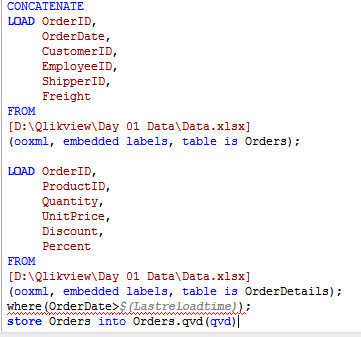 CONCATENATE
LOAD OrderID,
OrderDate,
CustomerID,
EmployeeID,
ShipperID,
Freight
FROM
[D:\Qlikview\Day 01 Data\Data.xlsx]
(ooxml, embedded labels, table is Orders);
LOAD OrderID,
ProductID,
Quantity,
UnitPrice,
Discount,
Percent
FROM
[D:\Qlikview\Day 01 Data\Data.xlsx]
(ooxml, embedded labels, table is OrderDetails);
where(OrderDate>$(Lastreloadtime));
store Orders into Orders.qvd(qvd)